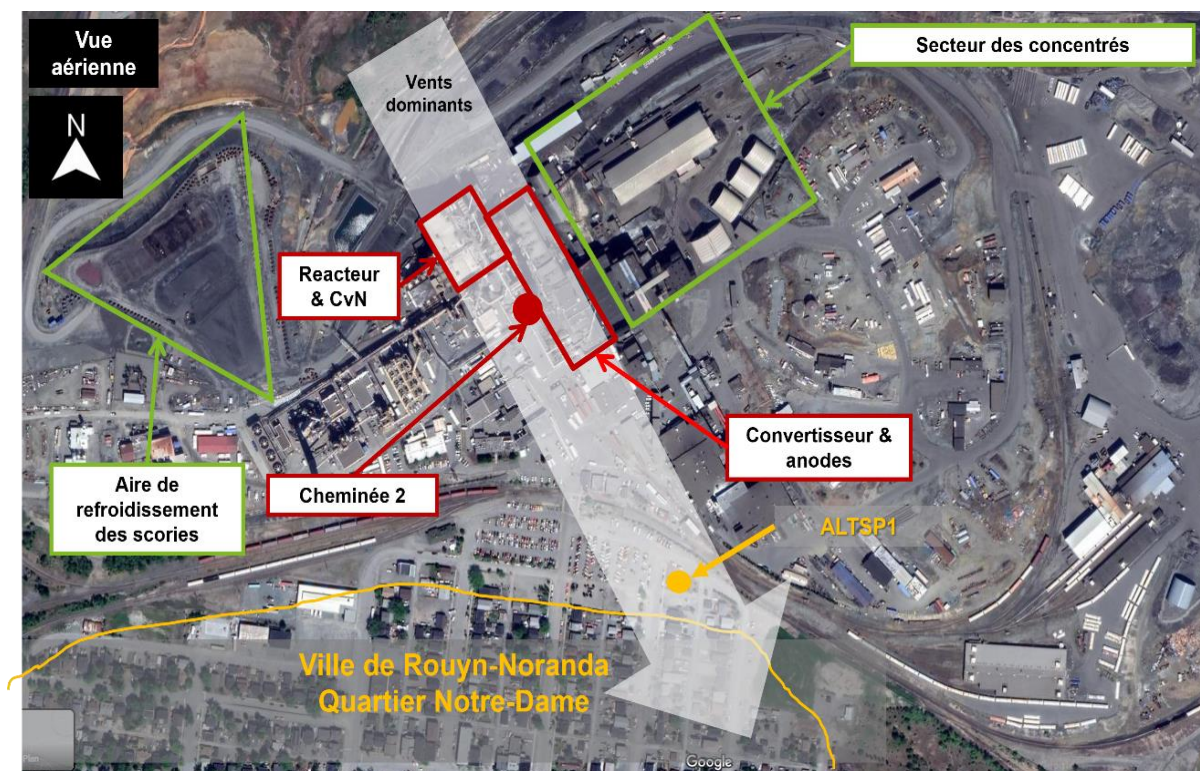 Vue
aérienne
N
Vents
dominants
Secteur des concentrés
Reacteur
& CvN
Convertisseur &
anodes
Aire de
refroidissement
des scories
Cheminée 2
ALTSP1
Ville de Rouyn-Noranda
Quartier Notre-Dame
Plan
Google